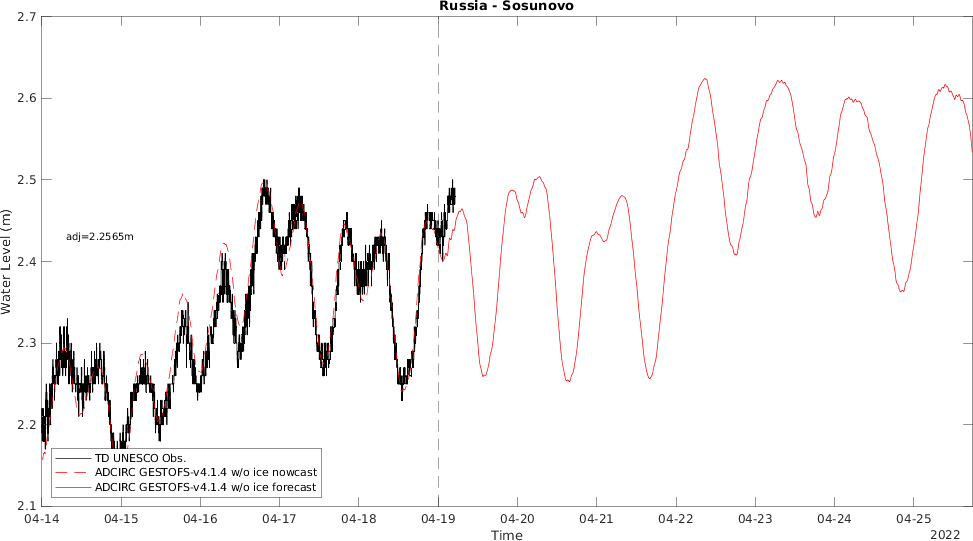 Russia - Sosunovo
2.7
2.6
2.5
2.4
2.3
2.2
2.1
Water Level (m)
adj=2.2565m
TD UNESCO Obs.
ADCIRC GESTOFS-v4.1.4 w/o ice nowcast
ADCIRC GESTOFS-v4.1.4 w/o ice forecast
04-14 04-15 04-16 04-17 04-18 04-19 04-20 04-21 04-22 04-23 04-24 04-25
Time
2022